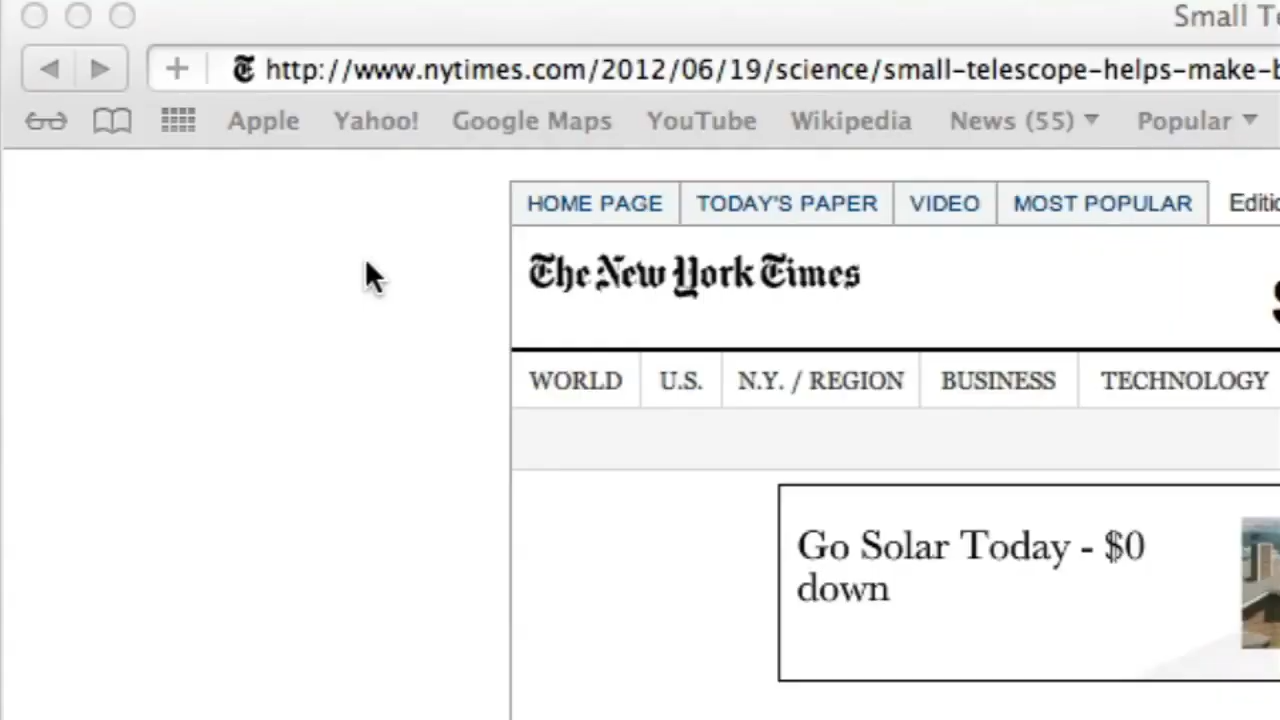 Small
http://www.nytimes.com/2012/06/19/science/small-telescope-helps-make-
Apple Yahoo! Google Maps YouTube Wikipedia News (55) Popular
HOME PAGE TODAY'S PAPER VIDEO MOST POPULAR
The New York Times
WORLD U.S. N.Y. / REGION BUSINESS TECHNOLOGY
Go Solar Today - $0
down